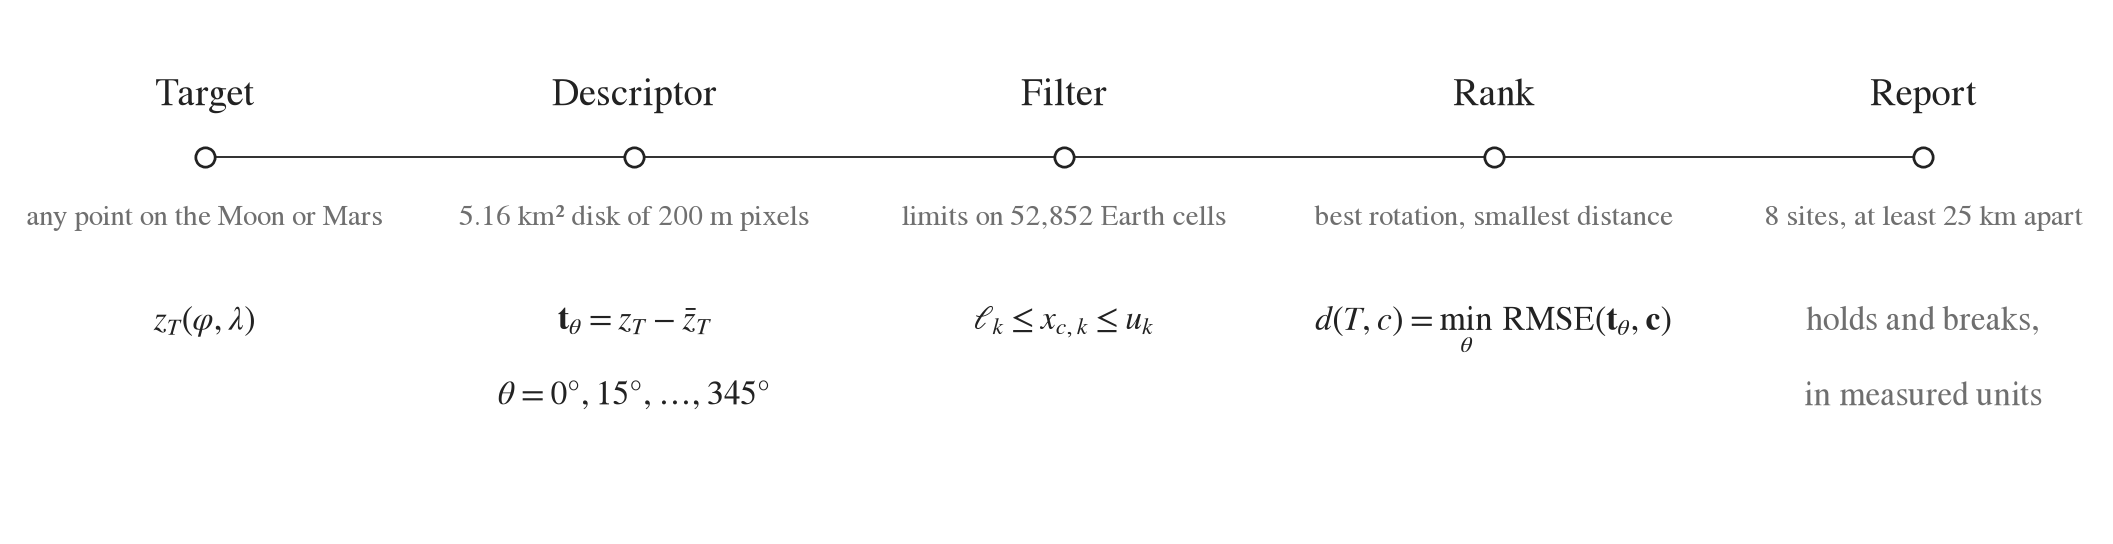 Target Descriptor Filter Rank Report
any point on the Moon or Mars 5.16 km² disk of 200 m pixels limits on 52,852 Earth cells best rotation, smallest distance 8 sites, at least 25 km apart
z_T(φ, λ) t_θ = z_T − z̄_T ℓ_k ≤ x_{c,k} ≤ u_k d(T, c) = min_θ RMSE(t_θ, c) holds and breaks,
θ = 0°, 15°, …, 345° in measured units